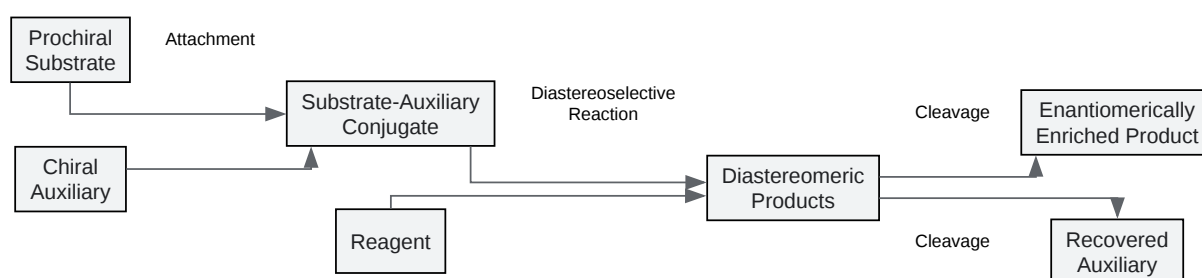 Prochiral
Substrate
Attachment
Chiral
Auxiliary
Substrate-Auxiliary
Conjugate
Diastereoselective
Reaction
Reagent
Diastereomeric
Products
Cleavage
Enantiomerically
Enriched Product
Cleavage
Recovered
Auxiliary